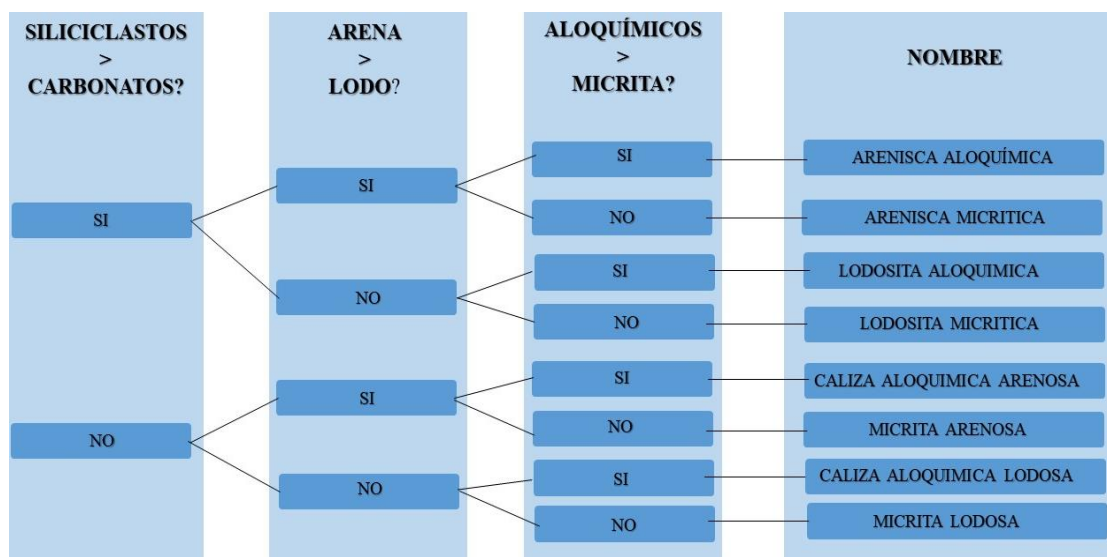 SILICICLASTOS
>
CARBONATOS?
ARENA
>
LODO?
ALOQUÍMICOS
>
MICRITA?
NOMBRE
SI
NO
SI
NO
SI
NO
SI
NO
SI
NO
SI
NO
SI
NO
ARENISCA ALOQUÍMICA
ARENISCA MICRITICA
LODOSITA ALOQUIMICA
LODOSITA MICRITICA
CALIZA ALOQUIMICA ARENOSA
MICRITA ARENOSA
CALIZA ALOQUIMICA LODOSA
MICRITA LODOSA